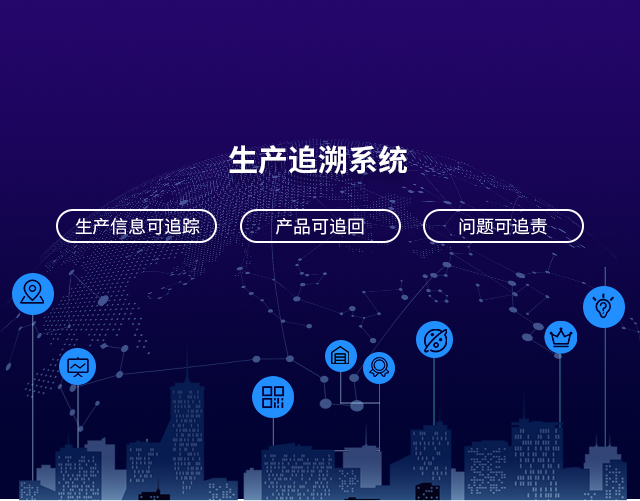 生产追溯系统
生产信息可追踪
产品可追回
问题可追责